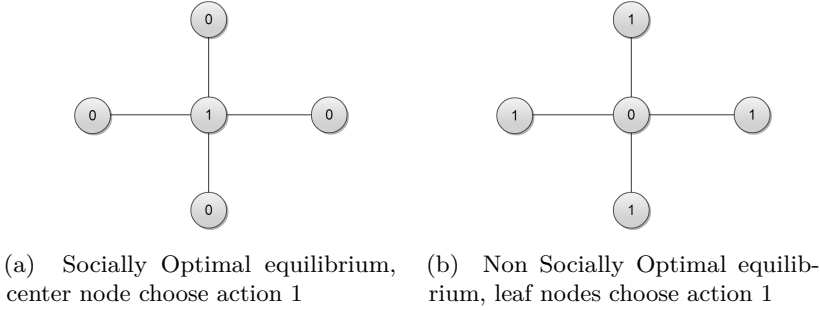 0
1
0 1 0
1 0 1
0
1
(a) Socially Optimal equilibrium,
center node choose action 1
(b) Non Socially Optimal equilib-
rium, leaf nodes choose action 1